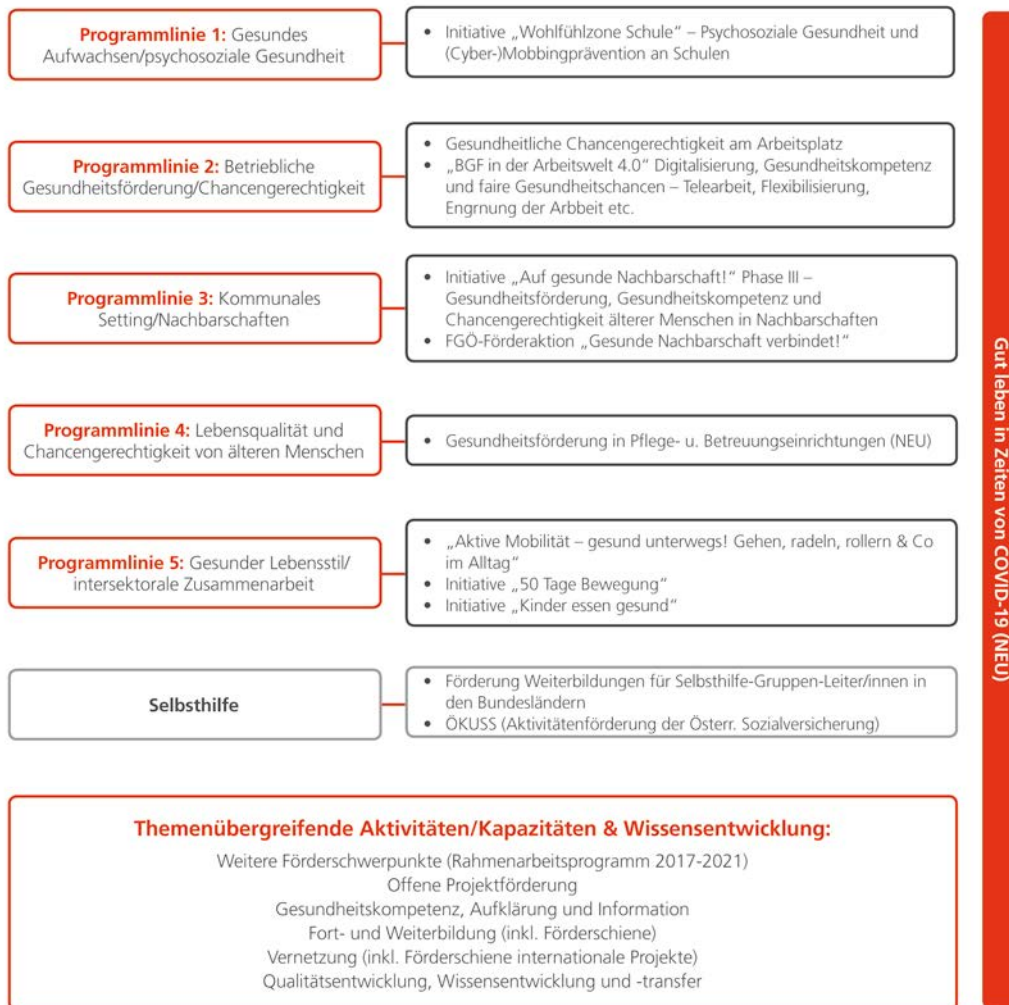 Programmlinie 1: Gesundes
Aufwachsen/psychosoziale Gesundheit
• Initiative „Wohlfühlzone Schule“ – Psychosoziale Gesundheit und
(Cyber-)Mobbingprävention an Schulen
Programmlinie 2: Betriebliche
Gesundheitsförderung/Chancengerechtigkeit
• Gesundheitliche Chancengerechtigkeit am Arbeitsplatz
• „BGF in der Arbeitswelt 4.0“ Digitalisierung, Gesundheitskompetenz
und faire Gesundheitschancen – Telearbeit, Flexibilisierung,
Engrnung der Arbbeit etc.
Programmlinie 3: Kommunales
Setting/Nachbarschaften
• Initiative „Auf gesunde Nachbarschaft!“ Phase III –
Gesundheitsförderung, Gesundheitskompetenz und
Chancengerechtigkeit älterer Menschen in Nachbarschaften
• FGÖ-Förderaktion „Gesunde Nachbarschaft verbindet!“
Programmlinie 4: Lebensqualität und
Chancengerechtigkeit von älteren Menschen
• Gesundheitsförderung in Pflege- u. Betreuungseinrichtungen (NEU)
Programmlinie 5: Gesunder Lebensstil/
intersektorale Zusammenarbeit
• „Aktive Mobilität – gesund unterwegs! Gehen, radeln, rollern & Co
im Alltag“
• Initiative „50 Tage Bewegung“
• Initiative „Kinder essen gesund“
Selbsthilfe
• Förderung Weiterbildungen für Selbsthilfe-Gruppen-Leiter/innen in
den Bundesländern
• ÖKUSS (Aktivitätenförderung der Österr. Sozialversicherung)
Themenübergreifende Aktivitäten/Kapazitäten & Wissensentwicklung:
Weitere Förderschwerpunkte (Rahmenarbeitsprogramm 2017-2021)
Offene Projektförderung
Gesundheitskompetenz, Aufklärung und Information
Fort- und Weiterbildung (inkl. Förderschiene)
Vernetzung (inkl. Förderschiene internationale Projekte)
Qualitätsentwicklung, Wissensentwicklung und -transfer
Gut leben in Zeiten von COVID-19 (NEU)